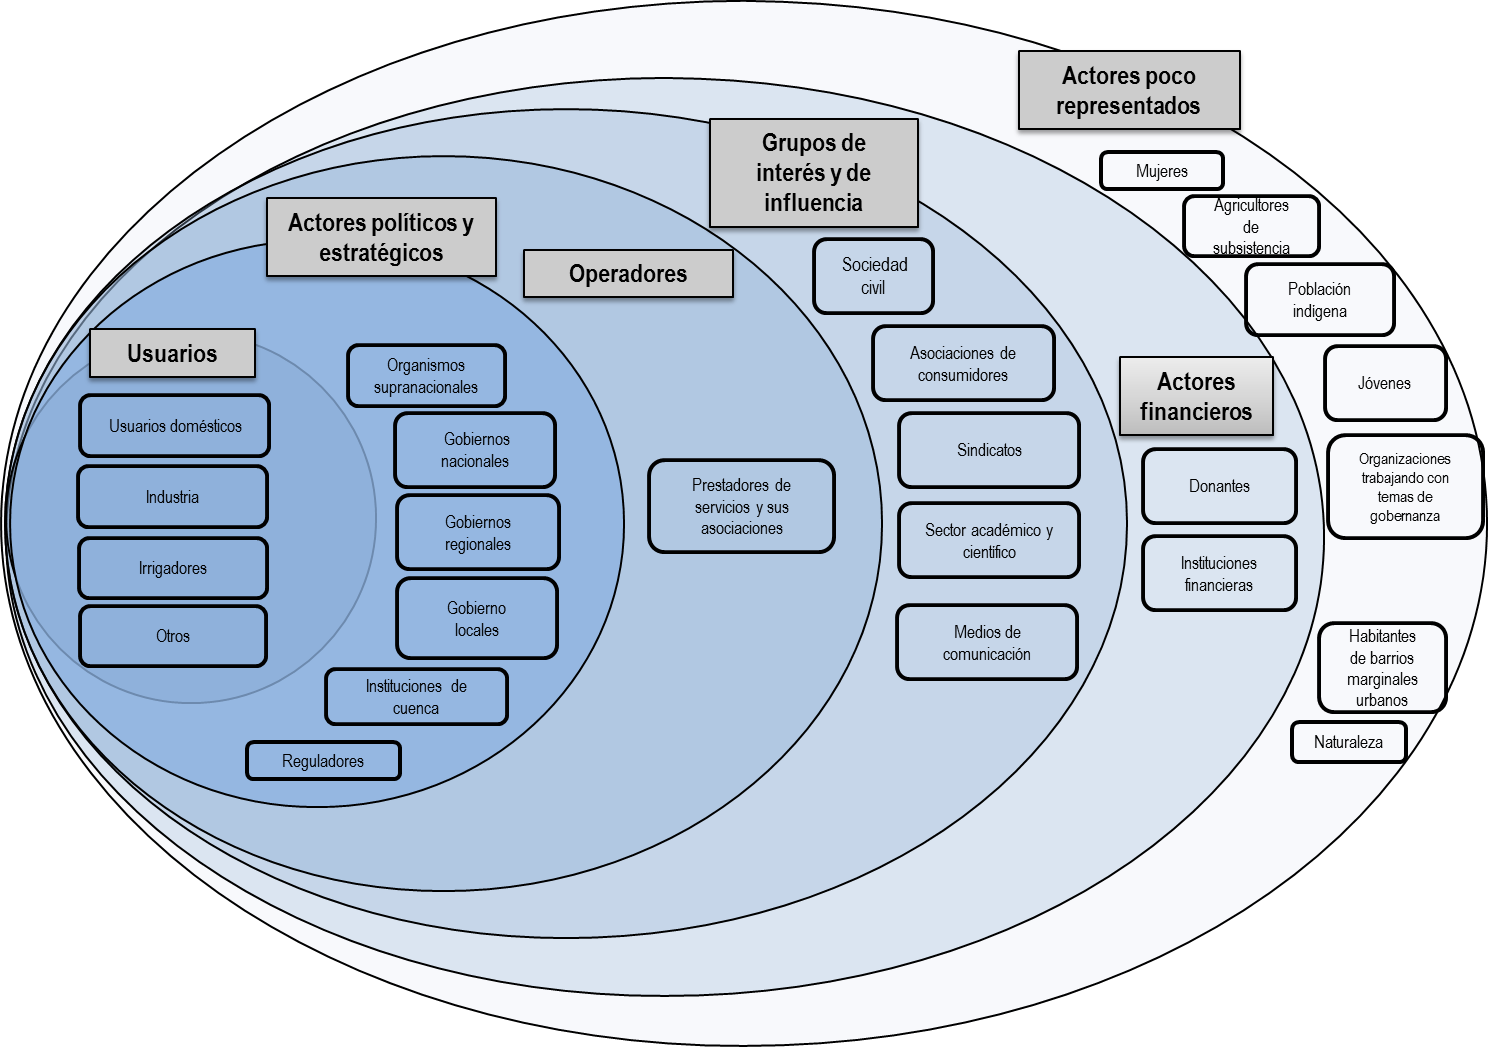 Usuarios
Usuarios domésticos
Industria
Irrigadores
Otros
Actores políticos y
estratégicos
Organismos
supranacionales
Gobiernos
nacionales
Gobiernos
regionales
Gobierno
locales
Instituciones de
cuenca
Reguladores
Operadores
Prestadores de
servicios y sus
asociaciones
Grupos de
interés y de
influencia
Sociedad
civil
Asociaciones de
consumidores
Sindicatos
Sector académico y
científico
Medios de
comunicación
Actores
financieros
Donantes
Instituciones
financieras
Actores poco
representados
Mujeres
Agricultores
de
subsistencia
Población
indigena
Jóvenes
Organizaciones
trabajando con
temas de
gobernanza
Habitantes
de barrios
marginales
urbanos
Naturaleza